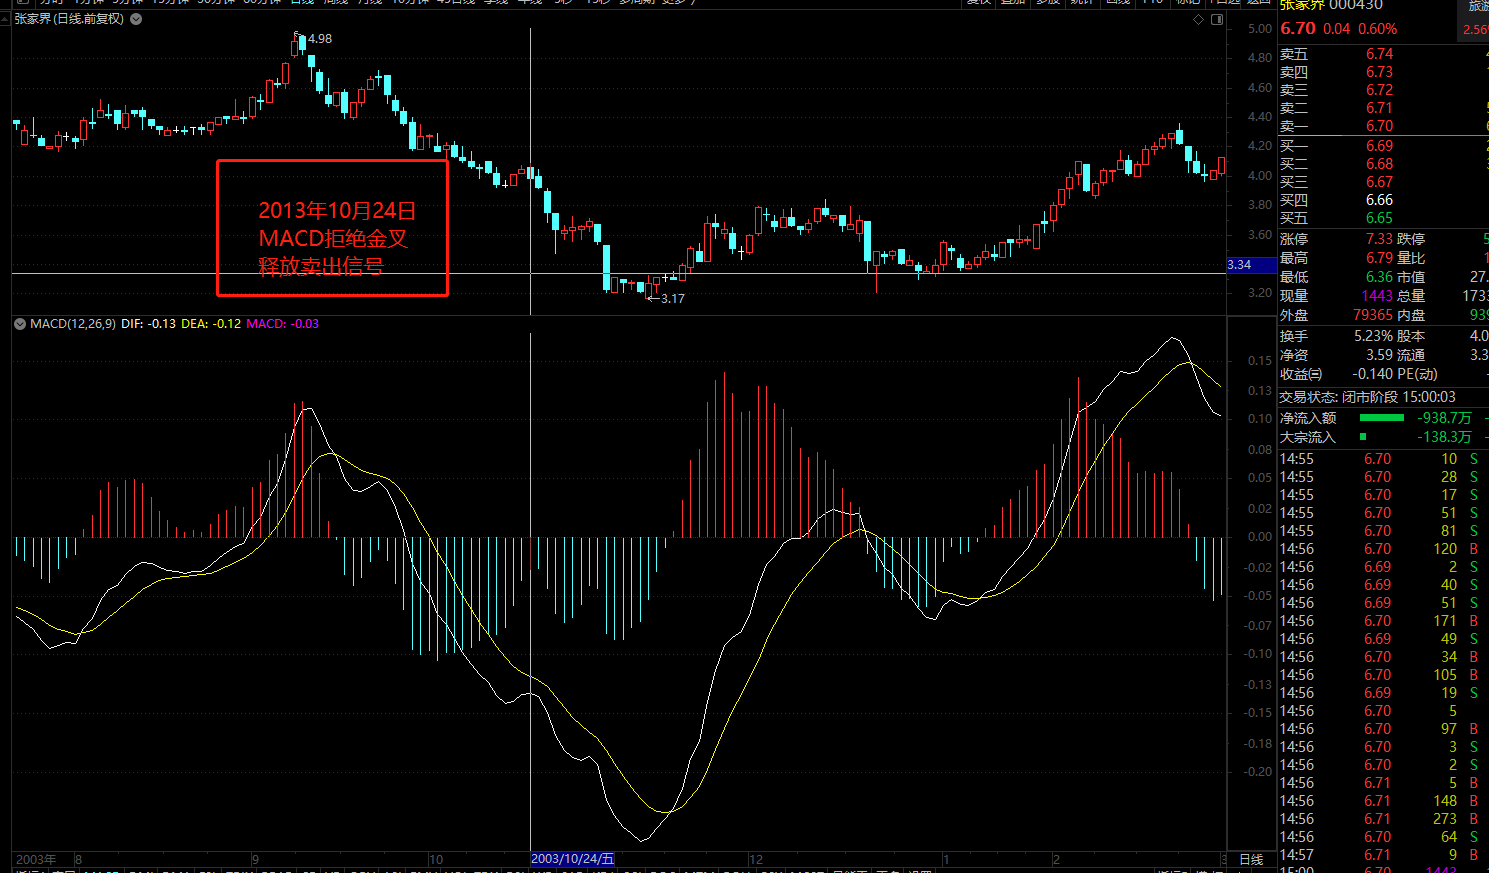 张家界(日线.前复权)
4.98
3.17
2013年10月24日
MACD拒绝金叉
释放卖出信号
5.00
4.80
4.60
4.40
4.20
4.00
3.80
3.60
3.34
3.20
MACD(12,26,9) DIF: -0.13 DEA: -0.12 MACD: -0.03
0.15
0.13
0.10
0.08
0.05
0.02
0.00
-0.02
-0.05
-0.07
-0.10
-0.13
-0.15
-0.18
-0.20
2003年 8 9 10 2003/10/24/五 12 1 2 3 日线
张家界 000430
6.70 0.04 0.60%
2.56
卖五 6.74
卖四 6.73
卖三 6.72
卖二 6.71
卖一 6.70
买一 6.69
买二 6.68
买三 6.67
买四 6.66
买五 6.65
涨停 7.33 跌停
最高 6.79 量比
最低 6.36 市值 27.
现量 1443 总量 1733
外盘 79365 内盘 939
换手 5.23% 股本 4.0
净资 3.59 流通 3.3
收益㈢ -0.140 PE(动)
交易状态: 闭市阶段 15:00:03
净流入额 -938.7万
大宗流入 -138.3万
14:55 6.70 10 S
14:55 6.70 28 S
14:55 6.70 17 S
14:55 6.70 51 S
14:55 6.70 81 S
14:56 6.70 120 B
14:56 6.69 2 S
14:56 6.69 40 S
14:56 6.69 51 S
14:56 6.70 171 B
14:56 6.69 49 S
14:56 6.70 34 B
14:56 6.70 105 B
14:56 6.69 19 S
14:56 6.70 5
14:56 6.70 97 B
14:56 6.70 3 S
14:56 6.70 2 S
14:56 6.71 5 B
14:56 6.71 148 B
14:56 6.71 273 B
14:56 6.70 64 S
14:57 6.71 9 B